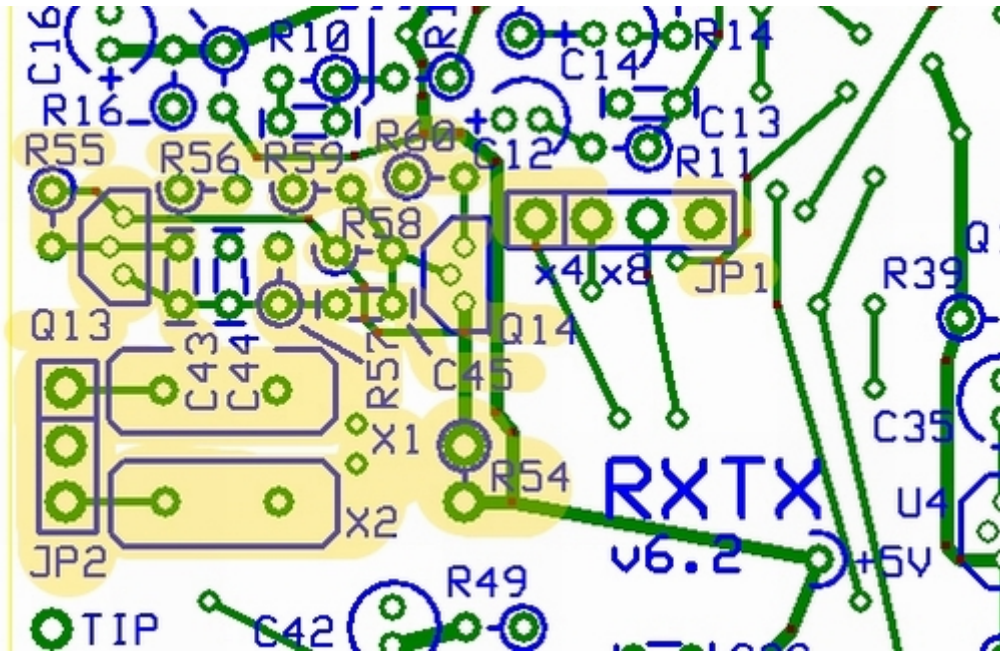 C16
R10
R14
C14
R16
C13
R60
C12
R11
R55
R56
R59
R58
x4
x8
JP1
R39
Q13
C43
C44
R57
Q14
C45
C35
X1
R54
RXTX
U4
X2
v6.2
JP2
+5V
R49
TIP
C42